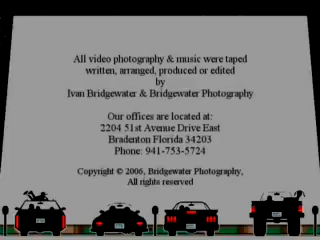 All video photography & music were taped
written, arranged, produced or edited
by
Ivan Bridgewater & Bridgewater Photography
Our offices are located at:
2204 51st Avenue Drive East
Bradenton Florida 34203
Phone: 941-753-5724
Copyright © 2006, Bridgewater Photography,
All rights reserved